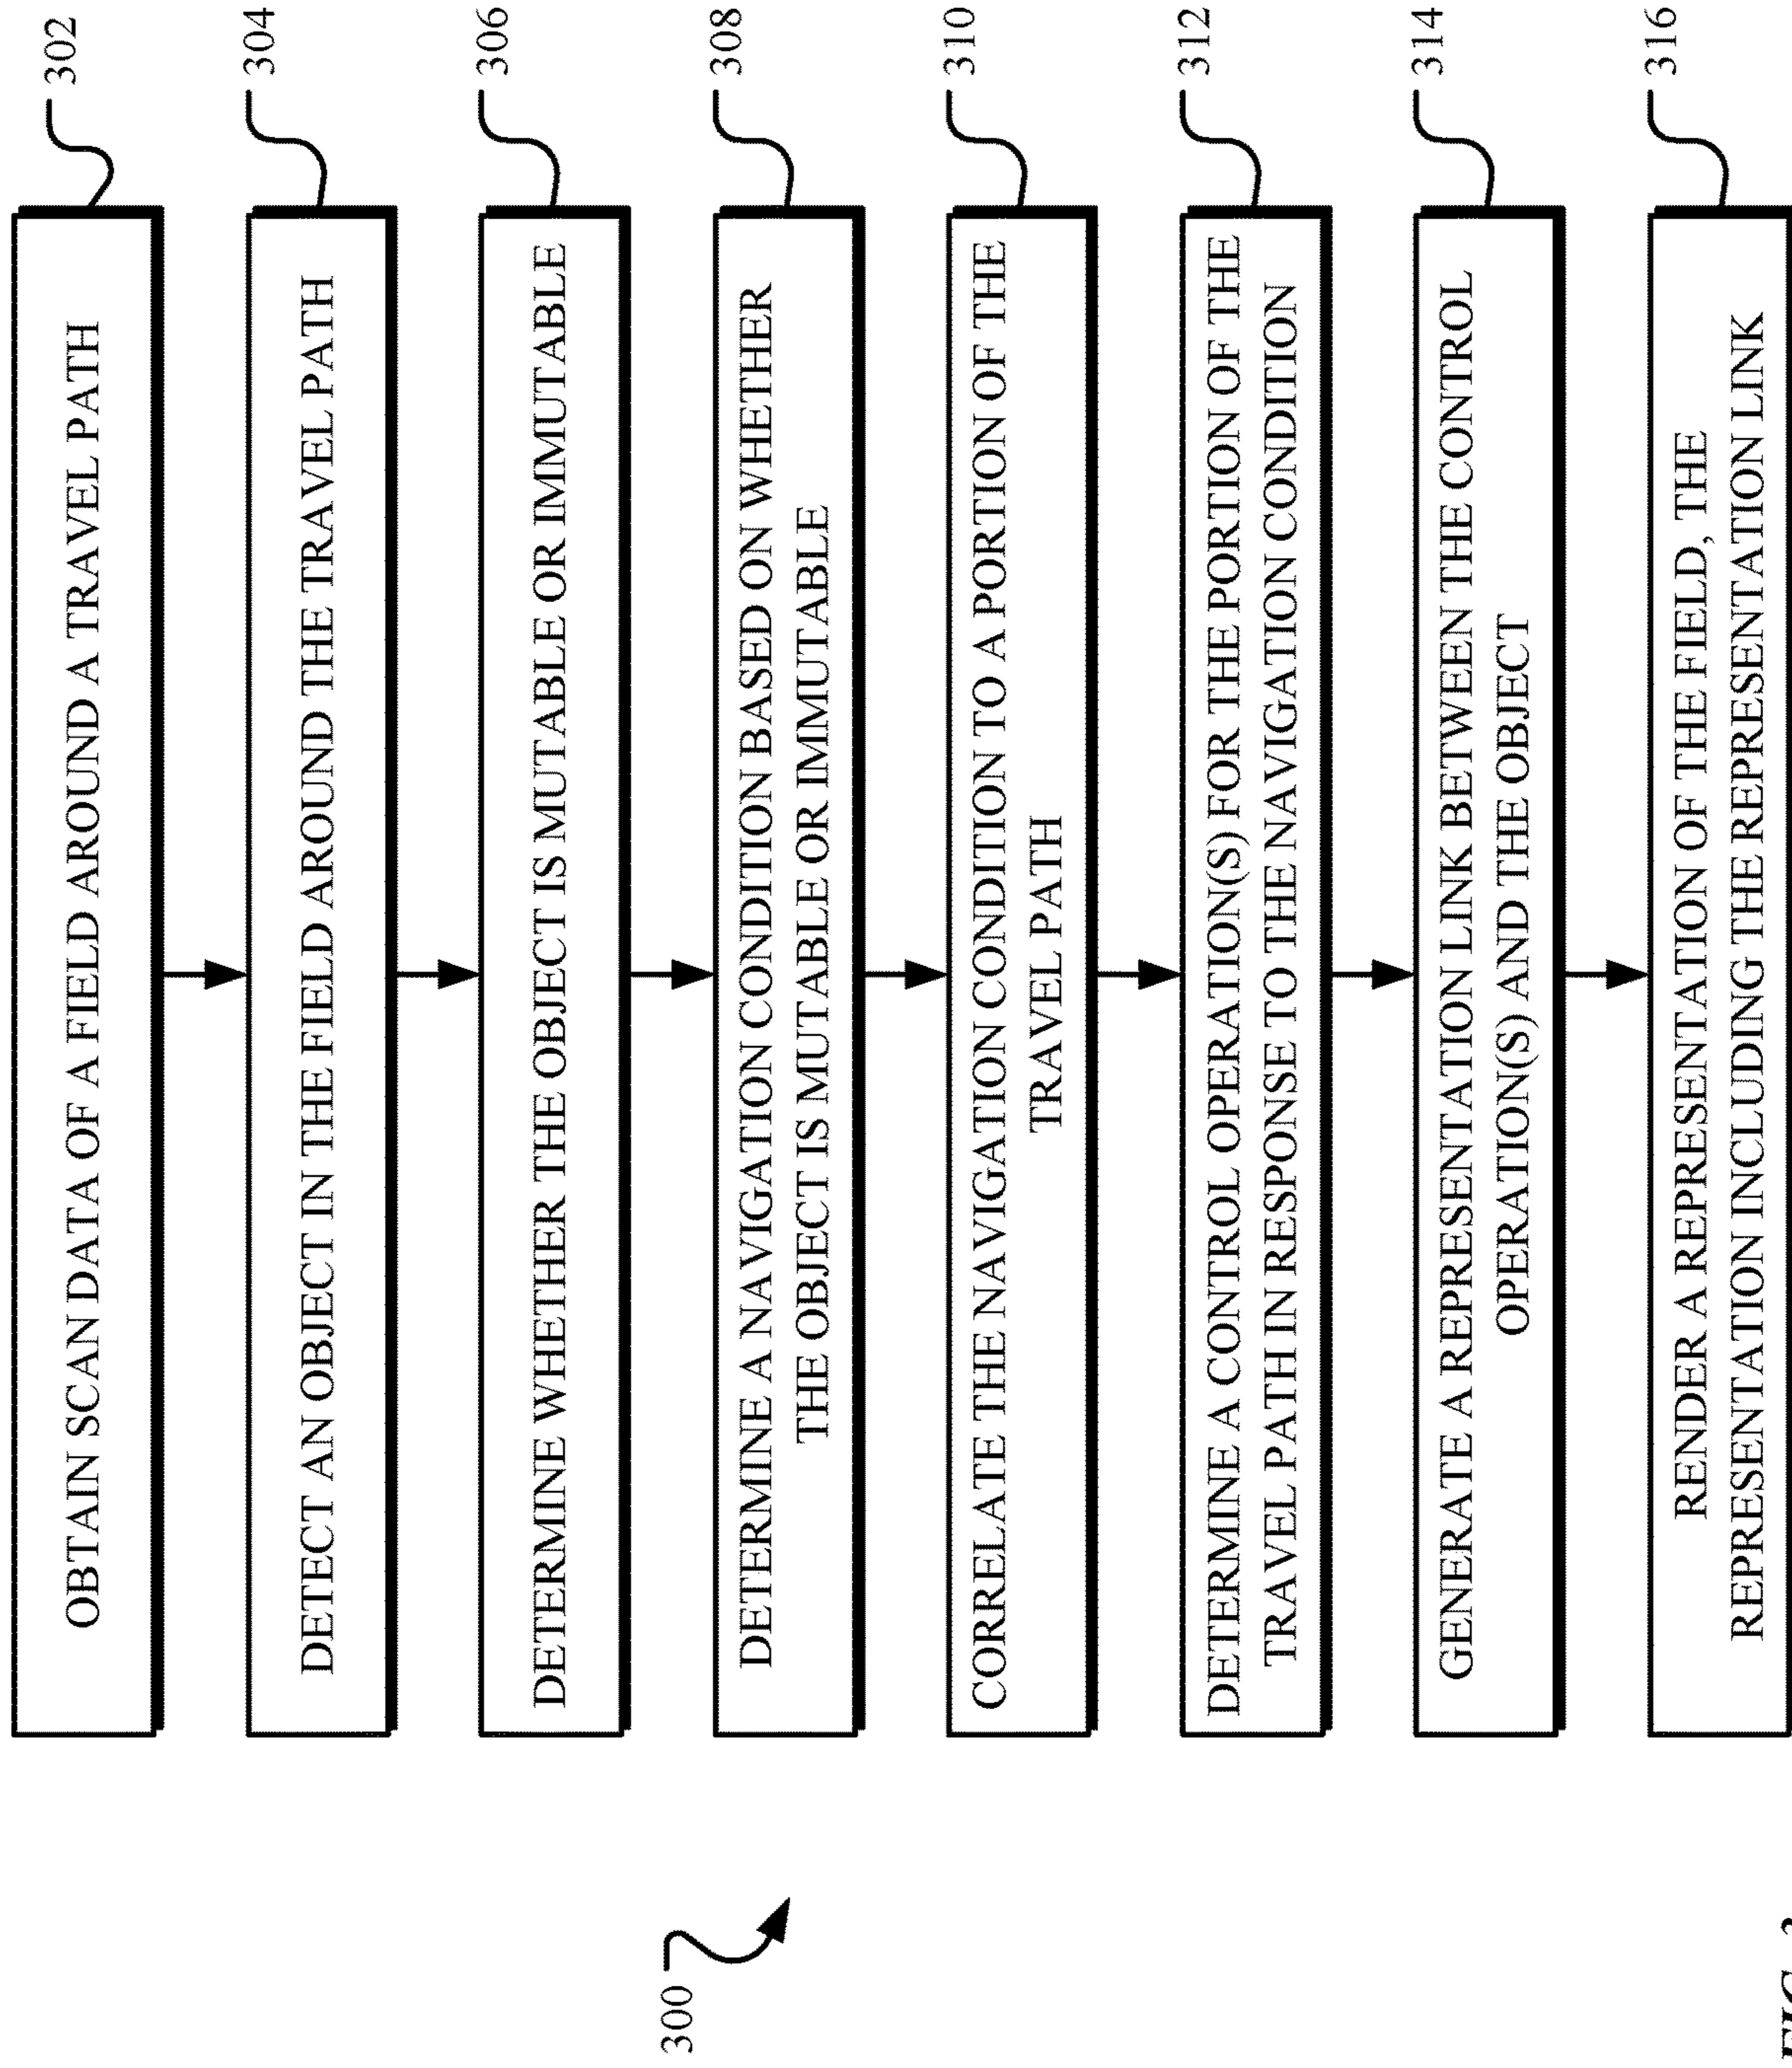 OBTAIN SCAN DATA OF A FIELD AROUND A TRAVEL PATH
302
DETECT AN OBJECT IN THE FIELD AROUND THE TRAVEL PATH
304
DETERMINE WHETHER THE OBJECT IS MUTABLE OR IMMUTABLE
306
DETERMINE A NAVIGATION CONDITION BASED ON WHETHER
THE OBJECT IS MUTABLE OR IMMUTABLE
308
300
CORRELATE THE NAVIGATION CONDITION TO A PORTION OF THE
TRAVEL PATH
310
DETERMINE A CONTROL OPERATION(S) FOR THE PORTION OF THE
TRAVEL PATH IN RESPONSE TO THE NAVIGATION CONDITION
312
GENERATE A REPRESENTATION LINK BETWEEN THE CONTROL
OPERATION(S) AND THE OBJECT
314
RENDER A REPRESENTATION OF THE FIELD, THE
REPRESENTATION INCLUDING THE REPRESENTATION LINK
316
FIG. 3